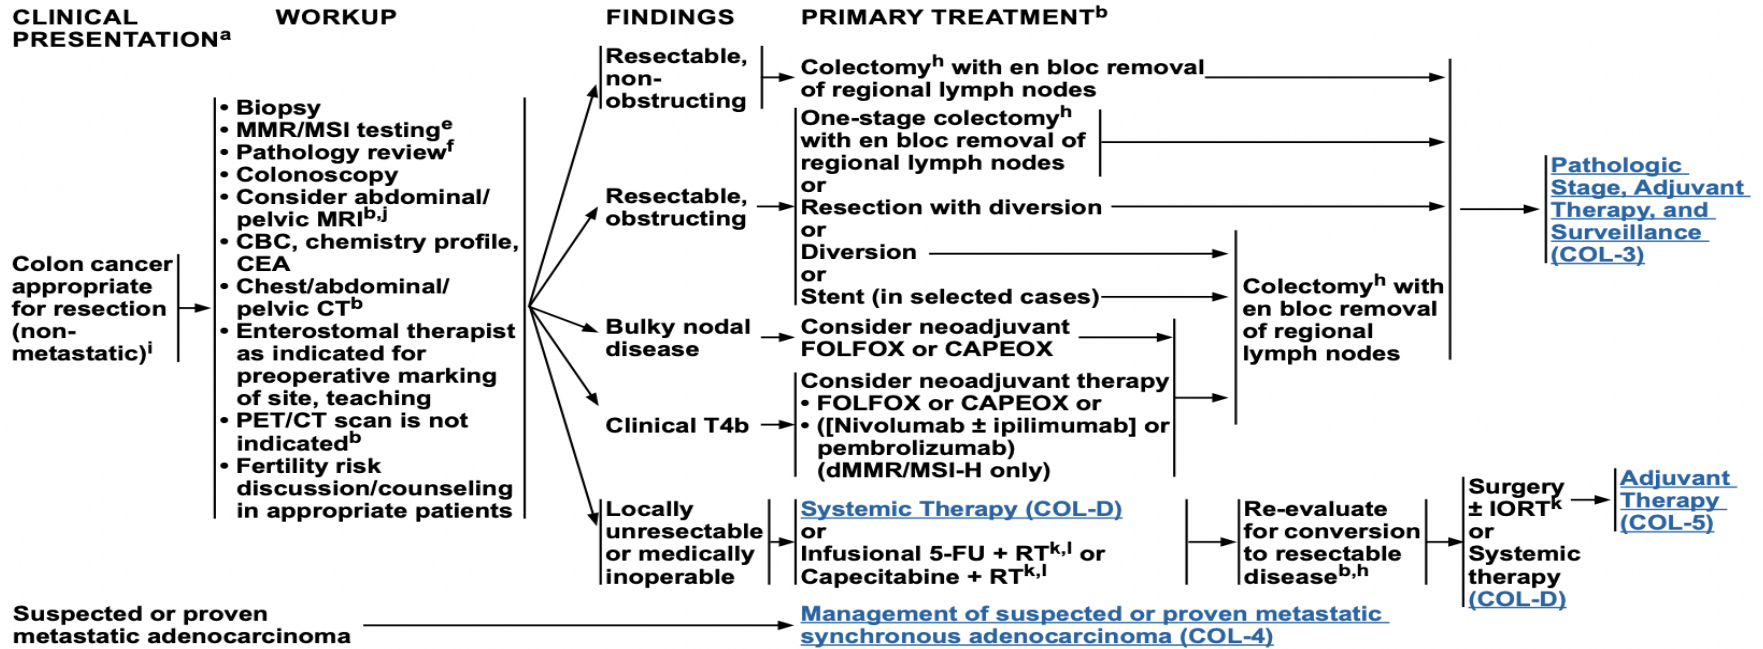 CLINICAL
PRESENTATIONᵃ
WORKUP
FINDINGS
PRIMARY TREATMENTᵇ
Colon cancer
appropriate
for resection
(non-
metastatic)ⁱ
• Biopsy
• MMR/MSI testingᵉ
• Pathology reviewᶠ
• Colonoscopy
• Consider abdominal/
pelvic MRIᵇ,ʲ
• CBC, chemistry profile,
CEA
• Chest/abdominal/
pelvic CTᵇ
• Enterostomal therapist
as indicated for
preoperative marking
of site, teaching
• PET/CT scan is not
indicatedᵇ
• Fertility risk
discussion/counseling
in appropriate patients
Resectable,
non-
obstructing
Colectomyʰ with en bloc removal
of regional lymph nodes
Resectable,
obstructing
One-stage colectomyʰ
with en bloc removal of
regional lymph nodes
or
Resection with diversion
or
Diversion
or
Stent (in selected cases)
Bulky nodal
disease
Consider neoadjuvant
FOLFOX or CAPEOX
Clinical T4b
Consider neoadjuvant therapy
• FOLFOX or CAPEOX or
• ([Nivolumab ± ipilimumab] or
pembrolizumab)
(dMMR/MSI-H only)
Colectomyʰ with
en bloc removal
of regional
lymph nodes
Pathologic
Stage, Adjuvant
Therapy, and
Surveillance
(COL-3)
Locally
unresectable
or medically
inoperable
Systemic Therapy (COL-D)
or
Infusional 5-FU + RTᵏ,ˡ or
Capecitabine + RTᵏ,ˡ
Re-evaluate
for conversion
to resectable
diseaseᵇ,ʰ
Surgery
± IORTᵏ
or
Systemic
therapy
(COL-D)
Adjuvant
Therapy
(COL-5)
Suspected or proven
metastatic adenocarcinoma
Management of suspected or proven metastatic
synchronous adenocarcinoma (COL-4)